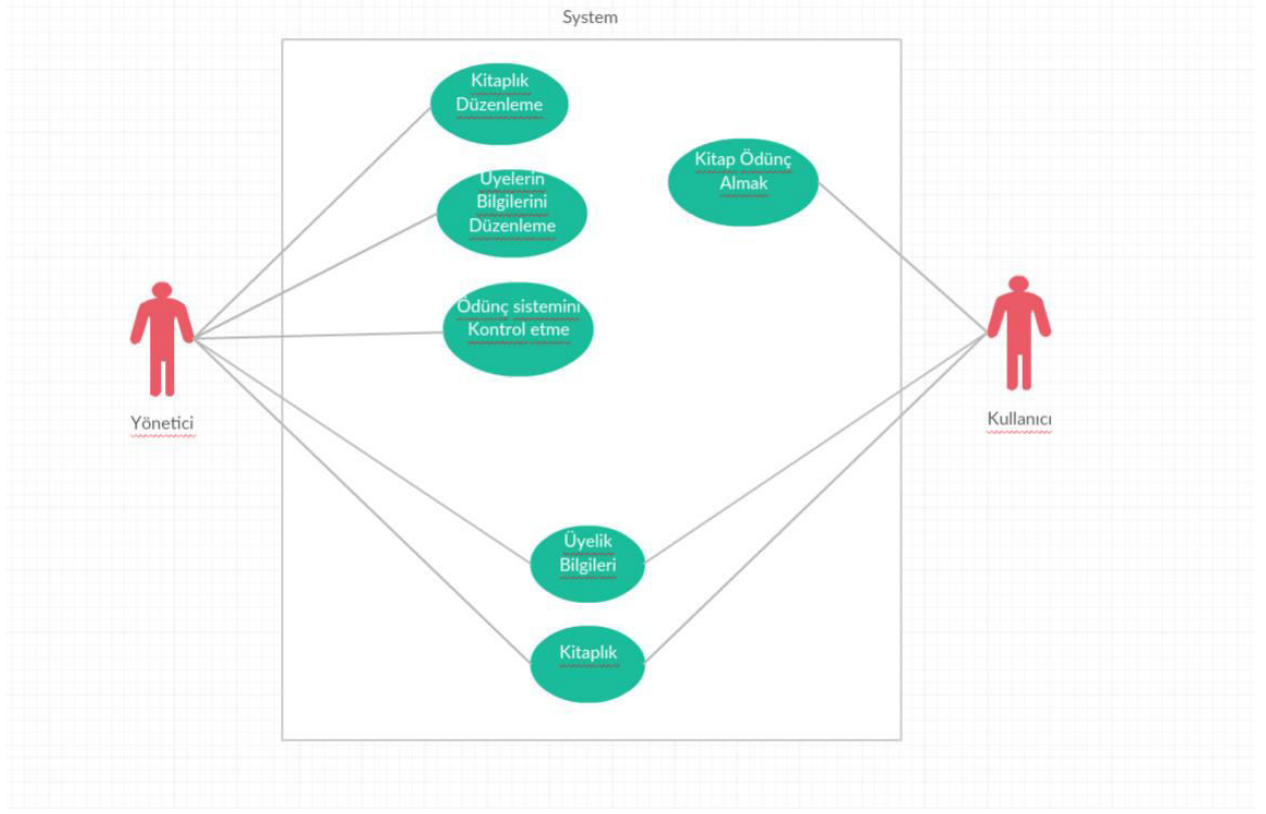 System
Kitaplık
Düzenleme
Üyelerin
Bilgilerini
Düzenleme
Ödünç sistemini
Kontrol etme
Kitap Ödünç
Almak
Yönetici
Kullanıcı
Üyelik
Bilgileri
Kitaplık